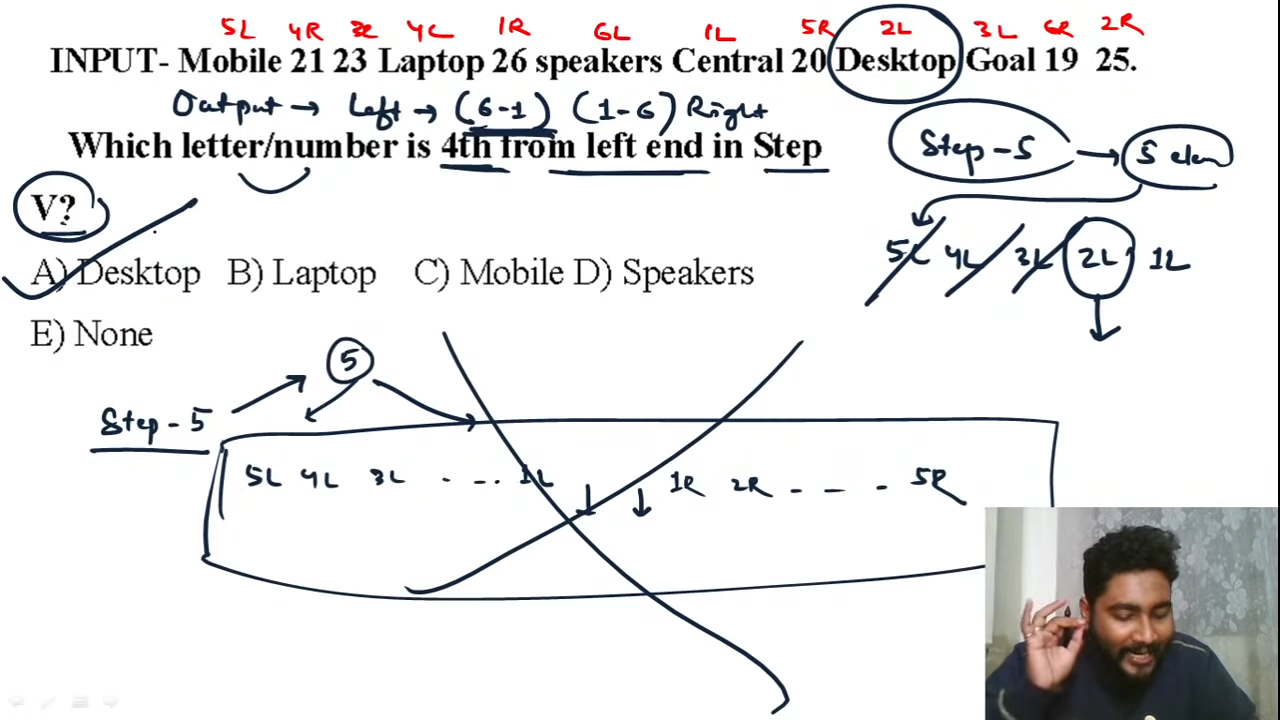 5L 4R 3R 4L 1R 6L 1L 5R 2L 3L 6R 2R
INPUT- Mobile 21 23 Laptop 26 speakers Central 20 Desktop Goal 19 25.
Output → Left → (6-1) (1-6) Right
Which letter/number is 4th from left end in Step
V?
Step-5 → 5 elem
5L 4L 3L 2L 1L
A) Desktop B) Laptop C) Mobile D) Speakers
E) None
5
Step-5
5L 4L 3L - - - 1L 1R 2R - - - 5R